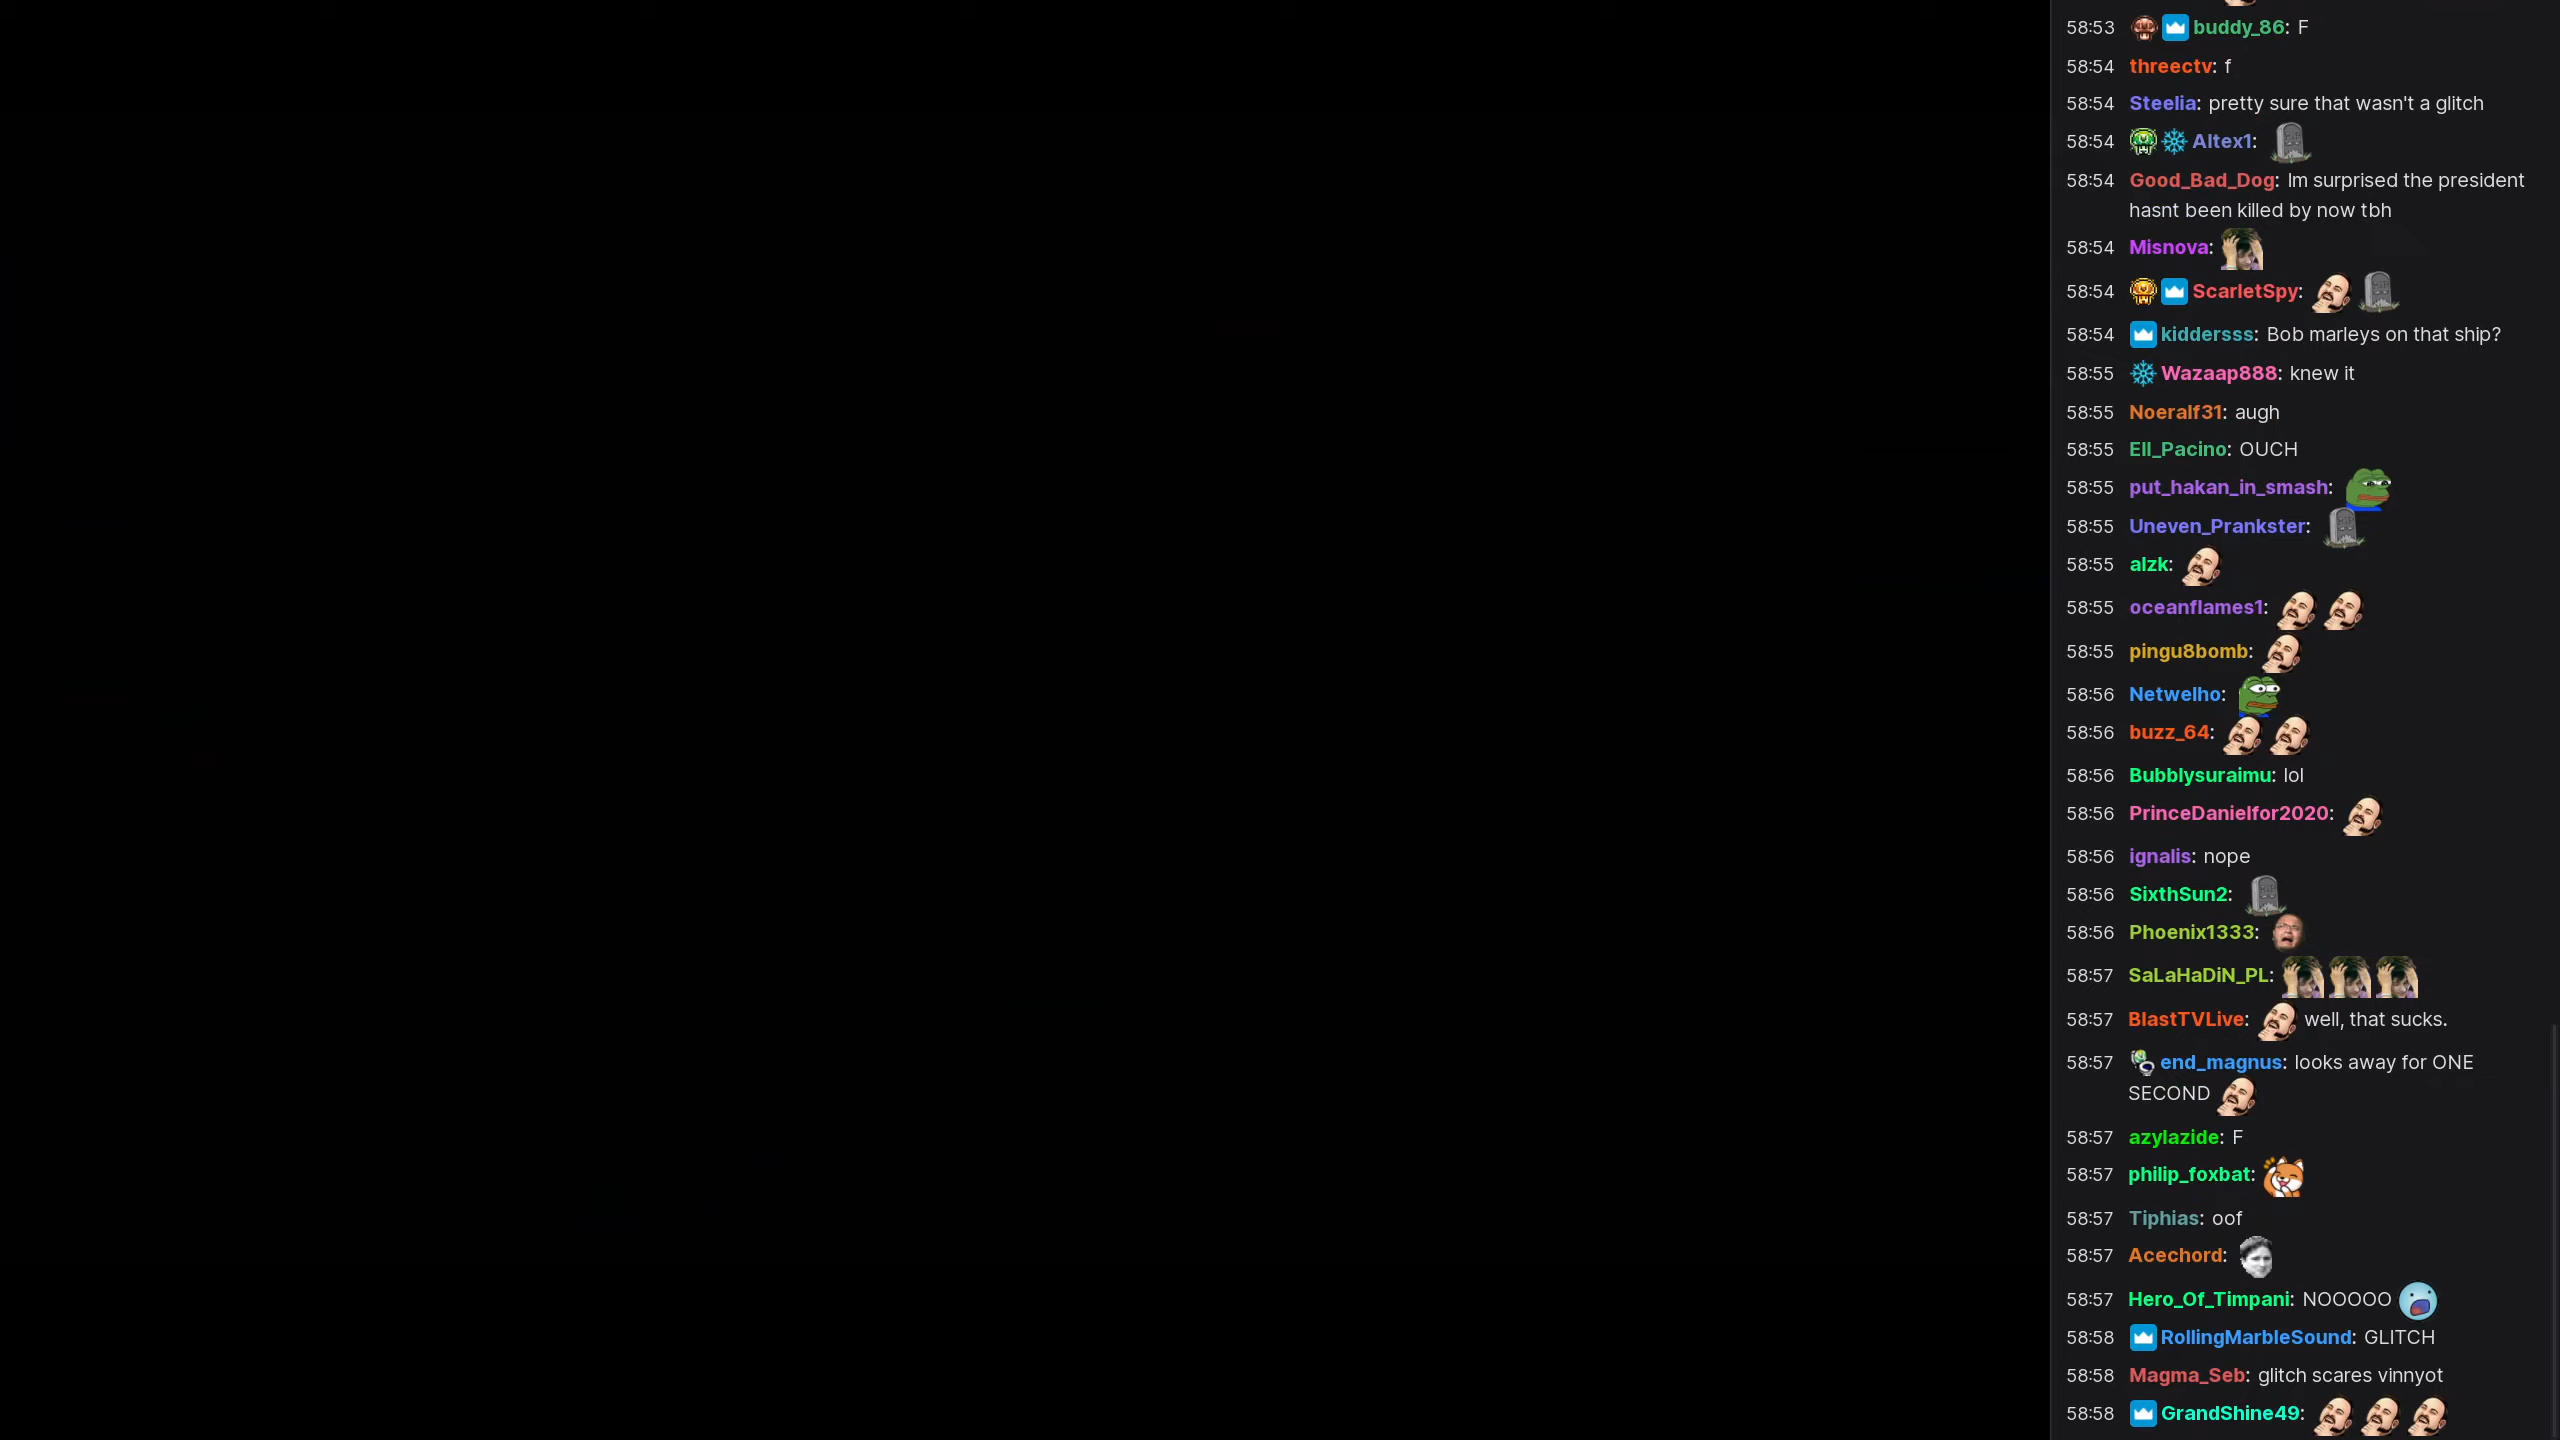 58:53 buddy_86: F
58:54 threectv: f
58:54 Steelia: pretty sure that wasn't a glitch
58:54 Altex1:
58:54 Good_Bad_Dog: Im surprised the president
hasnt been killed by now tbh
58:54 Misnova:
58:54 ScarletSpy:
58:54 kiddersss: Bob marleys on that ship?
58:55 Wazaap888: knew it
58:55 Noeralf31: augh
58:55 Ell_Pacino: OUCH
58:55 put_hakan_in_smash:
58:55 Uneven_Prankster:
58:55 alzk:
58:55 oceanflames1:
58:55 pingu8bomb:
58:56 Netwelho:
58:56 buzz_64:
58:56 Bubblysuraimu: lol
58:56 PrinceDanielfor2020:
58:56 ignalis: nope
58:56 SixthSun2:
58:56 Phoenix1333:
58:57 SaLaHaDiN_PL:
58:57 BlastTVLive: well, that sucks.
58:57 end_magnus: looks away for ONE
SECOND
58:57 azylazide: F
58:57 philip_foxbat:
58:57 Tiphias: oof
58:57 Acechord:
58:57 Hero_Of_Timpani: NOOOOO
58:58 RollingMarbleSound: GLITCH
58:58 Magma_Seb: glitch scares vinnyot
58:58 GrandShine49: